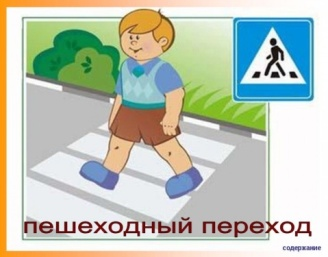 пешеходный переход
содержание